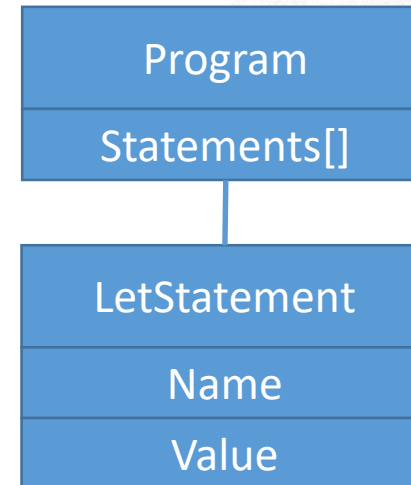 Program
Statements[]
LetStatement
Name
Value